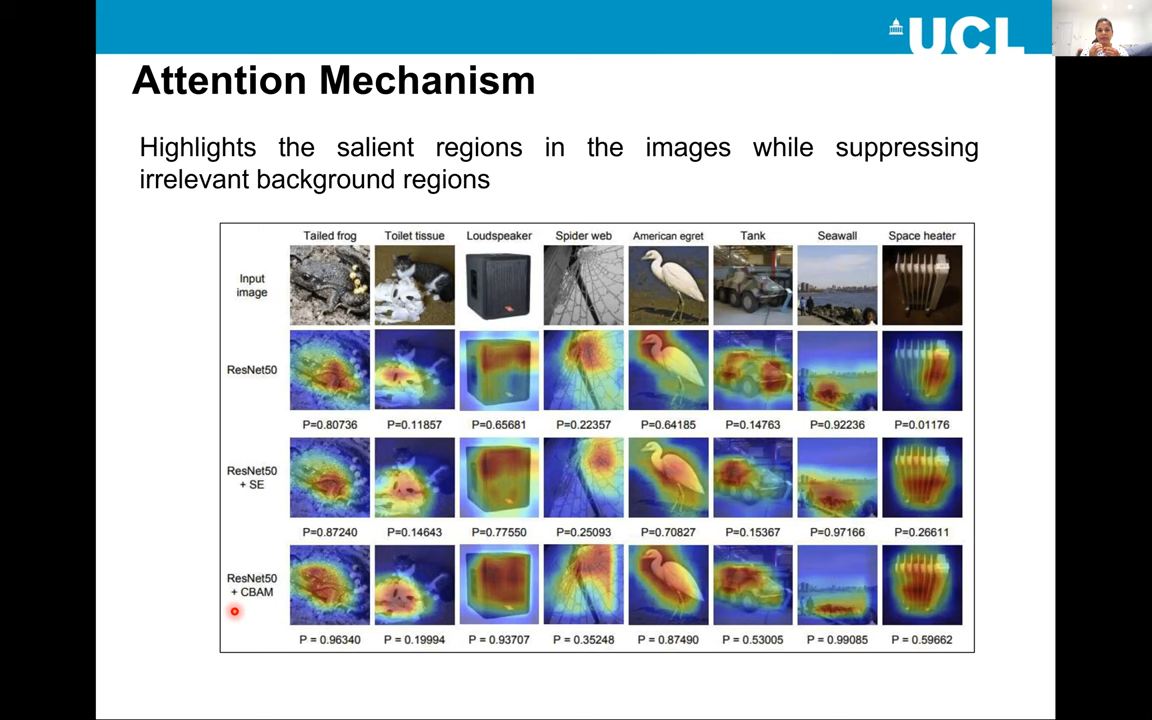 UCL
Attention Mechanism
Highlights the salient regions in the images while suppressing
irrelevant background regions
Tailed frog Toilet tissue Loudspeaker Spider web American egret Tank Seawall Space heater
Input
image
ResNet50
P=0.80736 P=0.11857 P=0.65681 P=0.22357 P=0.64185 P=0.14763 P=0.92236 P=0.01176
ResNet50
+ SE
P=0.87240 P=0.14643 P=0.77550 P=0.25093 P=0.70827 P=0.15367 P=0.97166 P=0.26611
ResNet50
+ CBAM
P = 0.96340 P = 0.19994 P = 0.93707 P = 0.35248 P = 0.87490 P = 0.53005 P = 0.99085 P = 0.59662